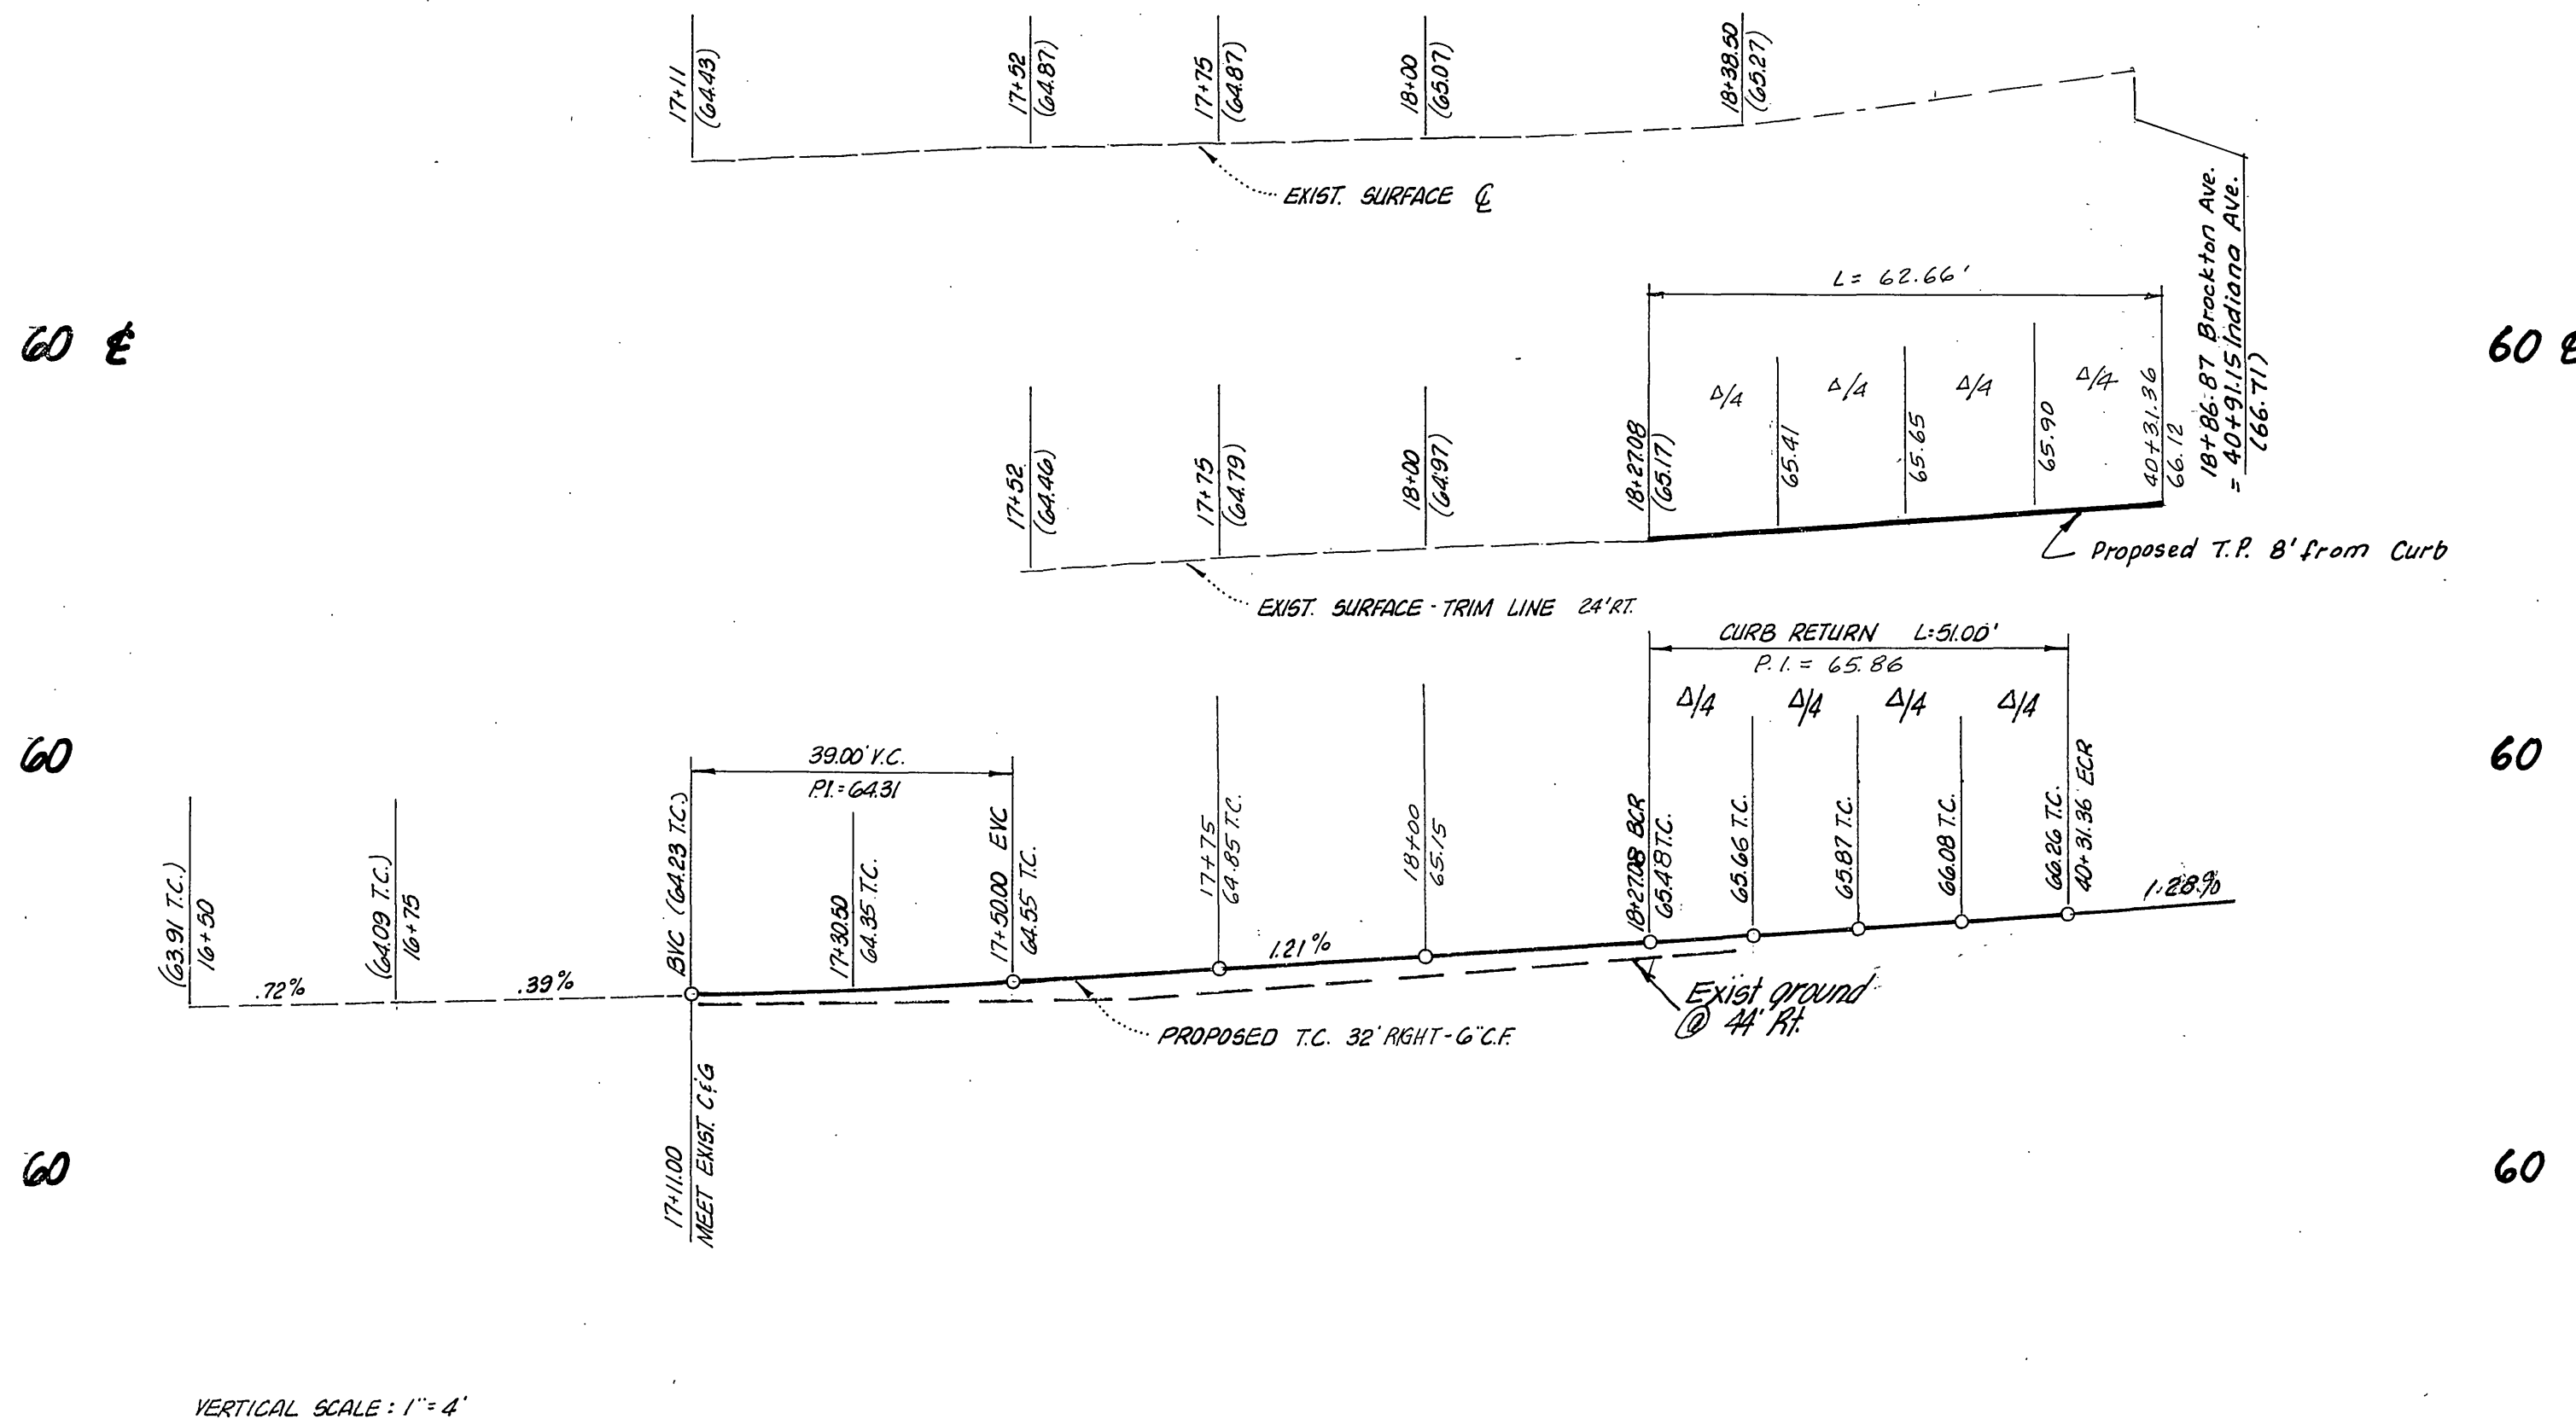 17+11
(64.43)
17+52
(64.87)
17+75
(64.87)
18+00
(65.07)
18+38.50
(65.27)
EXIST. SURFACE ℄
60 ℄
60 ℄
18+86.87 Brockton Ave.
= 40+91.15 Indiana Ave.
(66.71)
L= 62.66'
Δ/4
Δ/4
Δ/4
Δ/4
17+52
(64.46)
17+75
(64.79)
18+00
(64.97)
18+27.08
(65.17)
65.41
65.65
65.90
40+31.36
66.12
Proposed T.P. 8' from Curb
EXIST. SURFACE - TRIM LINE 24' RT.
CURB RETURN L=51.00'
P.I. = 65.86
Δ/4
Δ/4
Δ/4
Δ/4
60
60
39.00' V.C.
P.I.=64.31
(63.91 T.C.)
16+50
(64.09 T.C.)
16+75
BVC (64.23 T.C.)
17+30.50
64.35 T.C.
17+50.00 EVC
64.55 T.C.
17+75
64.85 T.C.
18+00
65.15
18+27.08 BCR
65.48 T.C.
65.66 T.C.
65.87 T.C.
66.08 T.C.
66.26 T.C.
40+31.36 ECR
.72%
.39%
1.21%
1.28%
Exist ground
@ 44' Rt.
PROPOSED T.C. 32' RIGHT-6" C.F.
17+11.00
MEET EXIST. C&G
60
60
VERTICAL SCALE: 1"=4'